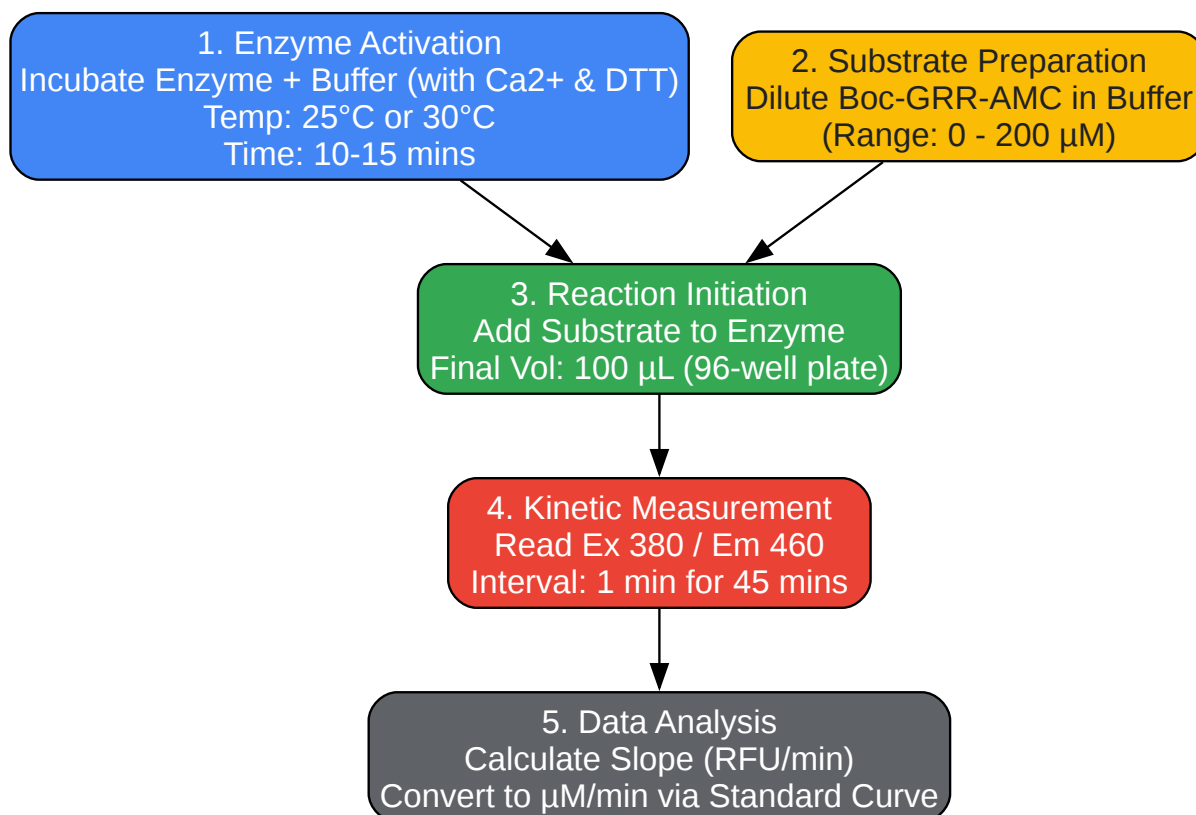 1. Enzyme Activation
Incubate Enzyme + Buffer (with Ca2+ & DTT)
Temp: 25°C or 30°C
Time: 10-15 mins
2. Substrate Preparation
Dilute Boc-GRR-AMC in Buffer
(Range: 0 - 200 µM)
3. Reaction Initiation
Add Substrate to Enzyme
Final Vol: 100 µL (96-well plate)
4. Kinetic Measurement
Read Ex 380 / Em 460
Interval: 1 min for 45 mins
5. Data Analysis
Calculate Slope (RFU/min)
Convert to µM/min via Standard Curve